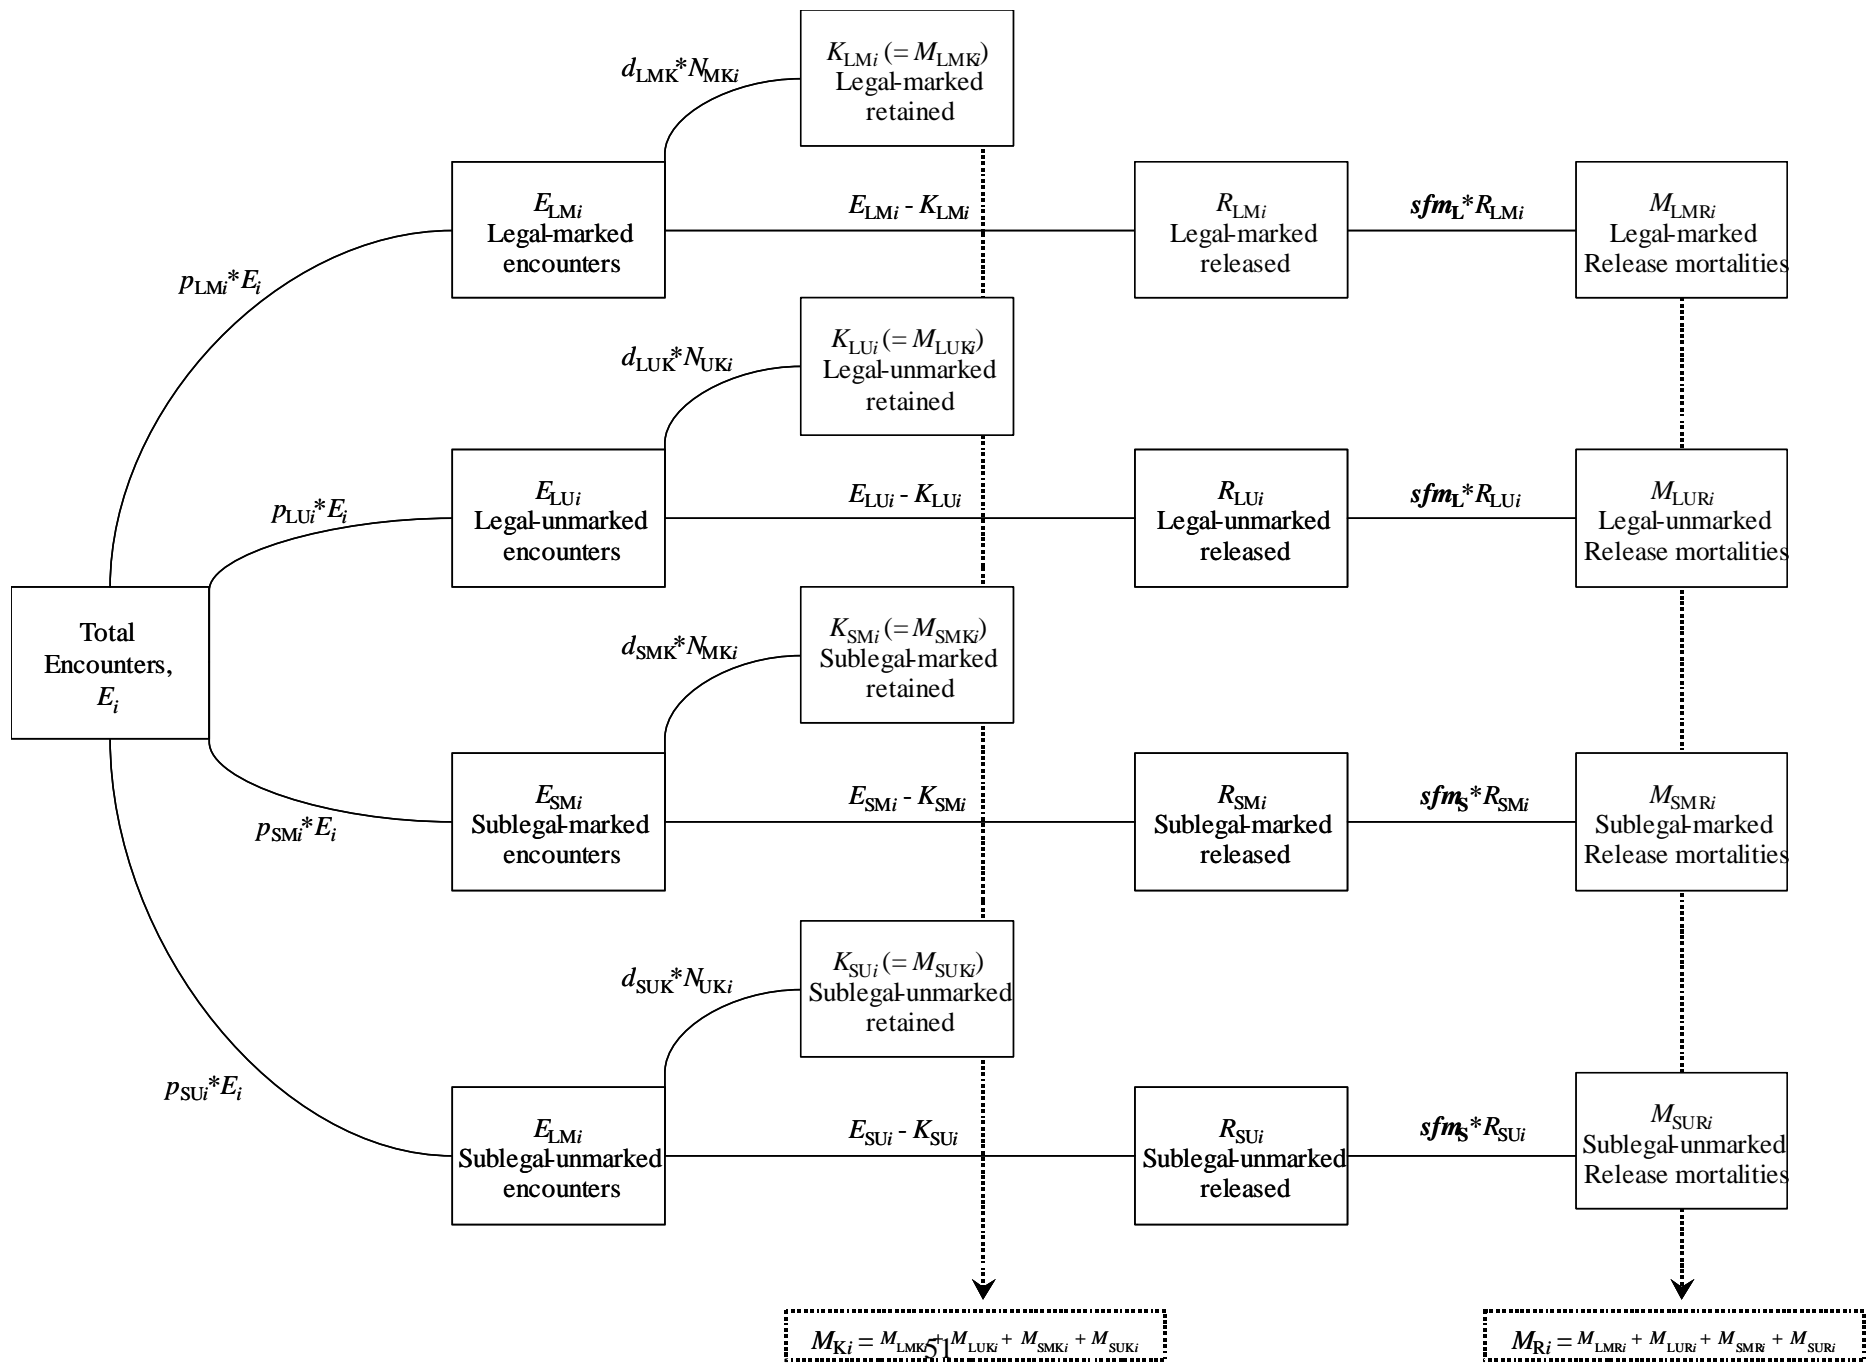 K_LMi (= M_LMKi)
Legal-marked
retained
d_LMK*N_MKi
E_LMi
Legal-marked
encounters
E_LMi - K_LMi
R_LMi
Legal-marked
released
sfm_L*R_LMi
M_LMRi
Legal-marked
Release mortalities
p_LMi*E_i
K_LUi (= M_LUKi)
Legal-unmarked
retained
d_LUK*N_UKi
E_LUi
Legal-unmarked
encounters
E_LUi - K_LUi
R_LUi
Legal-unmarked
released
sfm_L*R_LUi
M_LURi
Legal-unmarked
Release mortalities
p_LUi*E_i
Total
Encounters,
E_i
K_SMi (= M_SMKi)
Sublegal-marked
retained
d_SMK*N_MKi
E_SMi
Sublegal-marked
encounters
E_SMi - K_SMi
R_SMi
Sublegal-marked
released
sfm_S*R_SMi
M_SMRi
Sublegal-marked
Release mortalities
p_SMi*E_i
K_SUi (= M_SUKi)
Sublegal-unmarked
retained
d_SUK*N_UKi
p_SUi*E_i
E_LMi
Sublegal-unmarked
encounters
E_SUi - K_SUi
R_SUi
Sublegal-unmarked
released
sfm_S*R_SUi
M_SURi
Sublegal-unmarked
Release mortalities
M_Ki = M_LMKi + M_LUKi + M_SMKi + M_SUKi
51
M_Ri = M_LMRi + M_LURi + M_SMRi + M_SURi